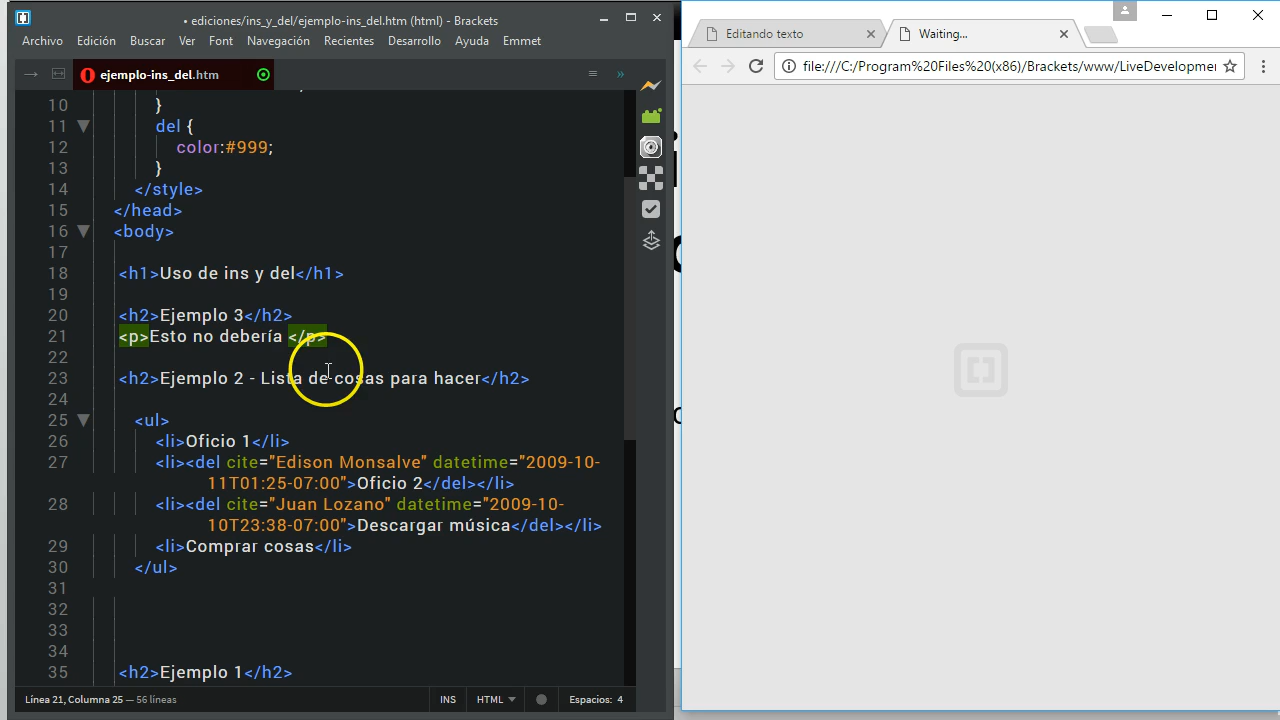 • ediciones/ins_y_del/ejemplo-ins_del.htm (html) - Brackets
Archivo Edición Buscar Ver Font Navegación Recientes Desarrollo Ayuda Emmet
ejemplo-ins_del.htm
10 }
11 del {
12 color:#999;
13 }
14 </style>
15 </head>
16 <body>
17
18 <h1>Uso de ins y del</h1>
19
20 <h2>Ejemplo 3</h2>
21 <p>Esto no debería </p>
22
23 <h2>Ejemplo 2 - Lista de cosas para hacer</h2>
24
25 <ul>
26 <li>Oficio 1</li>
27 <li><del cite="Edison Monsalve" datetime="2009-10-
11T01:25-07:00">Oficio 2</del></li>
28 <li><del cite="Juan Lozano" datetime="2009-10-
10T23:38-07:00">Descargar música</del></li>
29 <li>Comprar cosas</li>
30 </ul>
31
32
33
34
35 <h2>Ejemplo 1</h2>
Línea 21, Columna 25 — 56 líneas INS HTML Espacios: 4
Editando texto
Waiting...
file:///C:/Program%20Files%20(x86)/Brackets/www/LiveDevelopmen